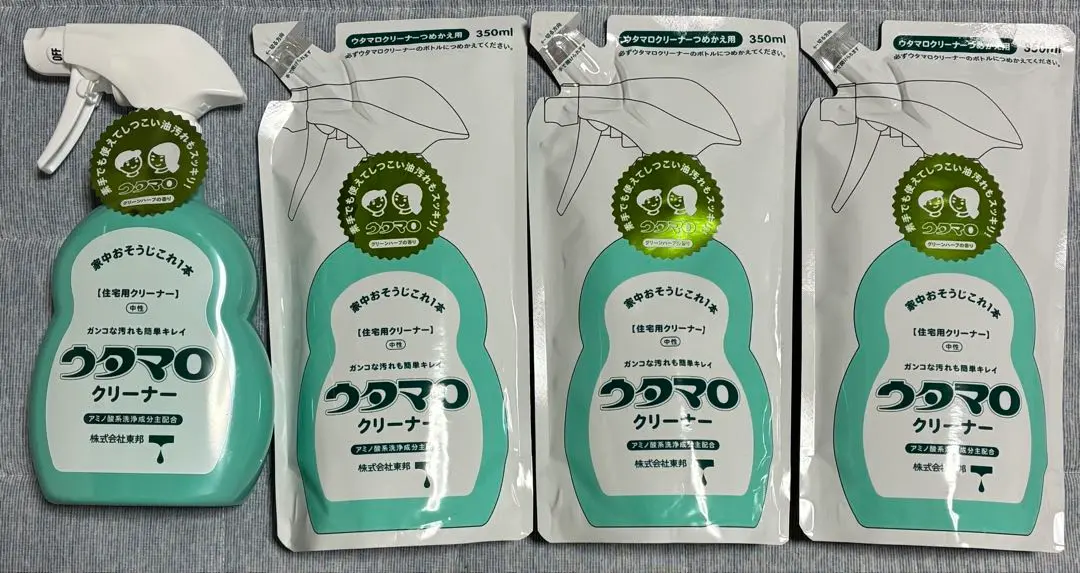 OFF
素手でも使えてしつこい油汚れもスッキリ!
ウタマロ
グリーンハーブの香り
家中おそうじこれ1本
【住宅用クリーナー】
中性
ガンコな汚れも簡単キレイ
ウタマロ
クリーナー
アミノ酸系洗浄成分主配合
株式会社東邦
ウタマロクリーナーつめかえ用 350ml
必ずウタマロクリーナーのボトルにつめかえてください。
素手でも使えてしつこい油汚れもスッキリ!
ウタマロ
グリーンハーブの香り
家中おそうじこれ1本
【住宅用クリーナー】
中性
ガンコな汚れも簡単キレイ
ウタマロ
クリーナー
アミノ酸系洗浄成分主配合
株式会社東邦
ウタマロクリーナーつめかえ用 350ml
必ずウタマロクリーナーのボトルにつめかえてください。
素手でも使えてしつこい油汚れもスッキリ!
ウタマロ
グリーンハーブの香り
家中おそうじこれ1本
【住宅用クリーナー】
中性
ガンコな汚れも簡単キレイ
ウタマロ
クリーナー
アミノ酸系洗浄成分主配合
株式会社東邦
ウタマロクリーナーつめかえ用 350ml
必ずウタマロクリーナーのボトルにつめかえてください。
素手でも使えてしつこい油汚れもスッキリ!
ウタマロ
グリーンハーブの香り
家中おそうじこれ1本
【住宅用クリーナー】
中性
ガンコな汚れも簡単キレイ
ウタマロ
クリーナー
アミノ酸系洗浄成分主配合
株式会社東邦